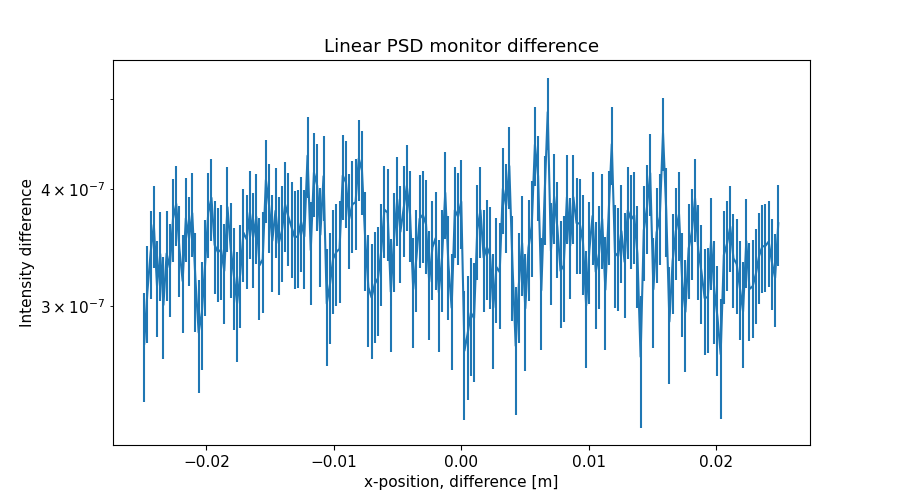 Linear PSD monitor difference
Intensity difference
4 × 10⁻⁷
3 × 10⁻⁷
−0.02 −0.01 0.00 0.01 0.02
x-position, difference [m]